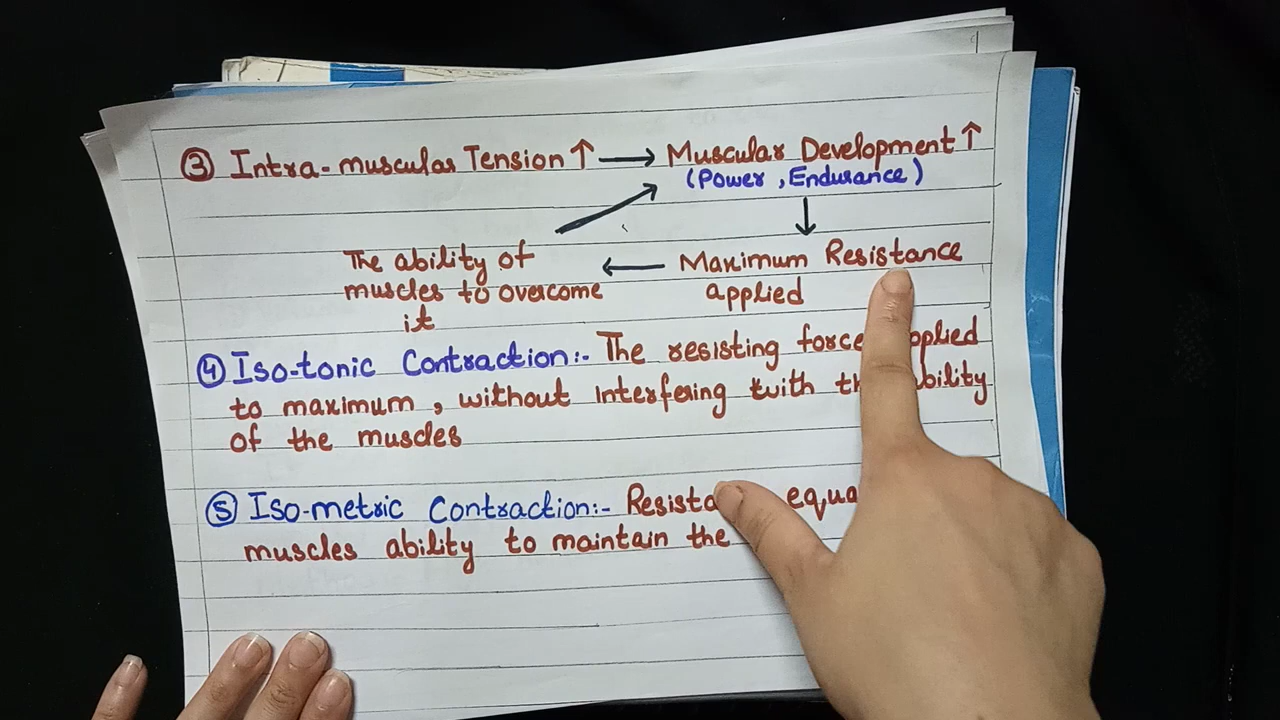 ③ Intra-muscular Tension ↑ → Muscular Development ↑
(Power, Endurance)
The ability of ← Maximum Resistance
muscles to overcome applied
it
④ Iso-tonic Contraction:- The resisting force applied
to maximum, without interfering with the ability
of the muscles
⑤ Iso-metric Contraction:- equa
muscles ability to maintain the